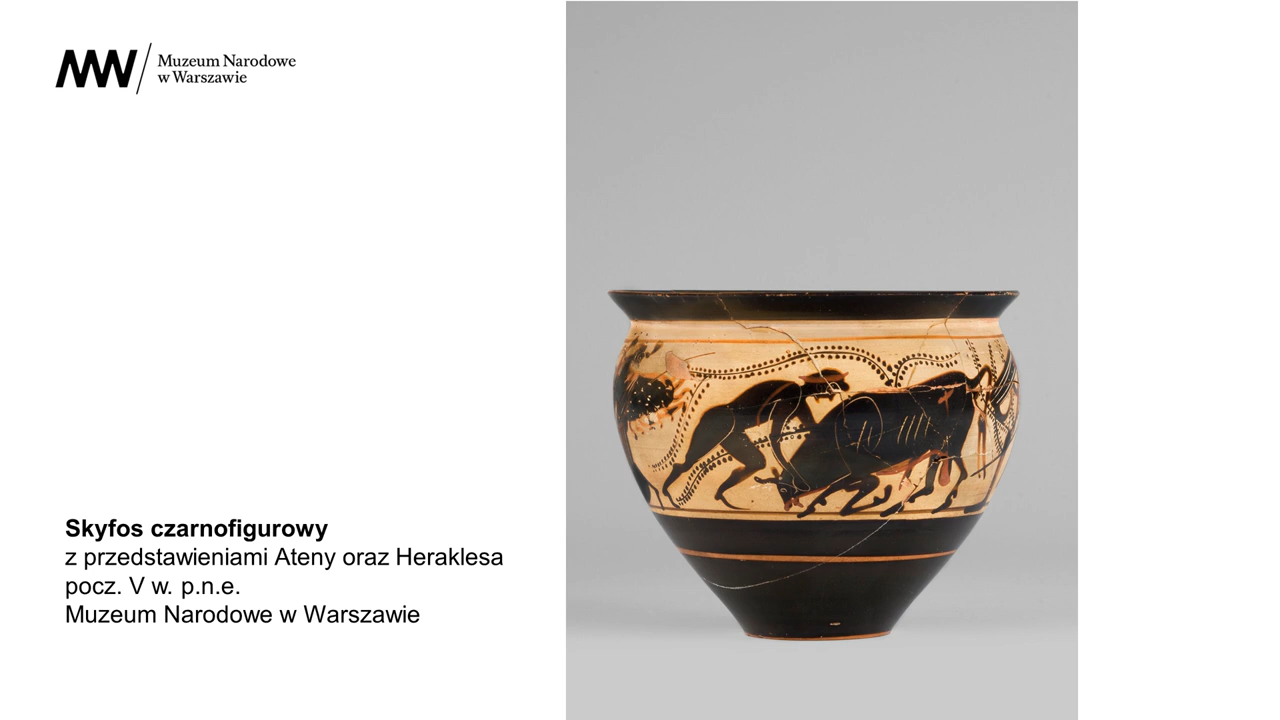 MNW
Muzeum Narodowe
w Warszawie
Skyfos czarnofigurowy
z przedstawieniami Ateny oraz Heraklesa
pocz. V w. p.n.e.
Muzeum Narodowe w Warszawie